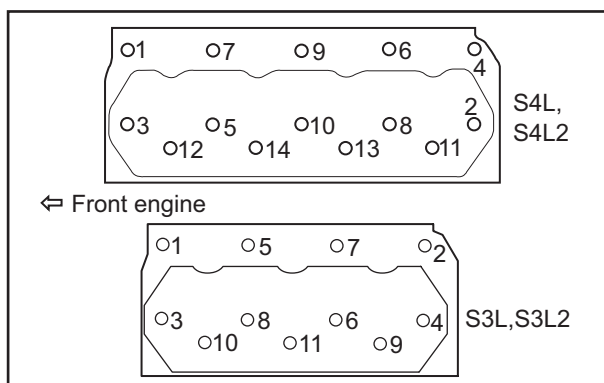 1 7 9 6 4
3 5 10 8 2
12 14 13 11
S4L,
S4L2
⇦ Front engine
1 5 7 2
3 8 6 4
10 11 9
S3L,S3L2